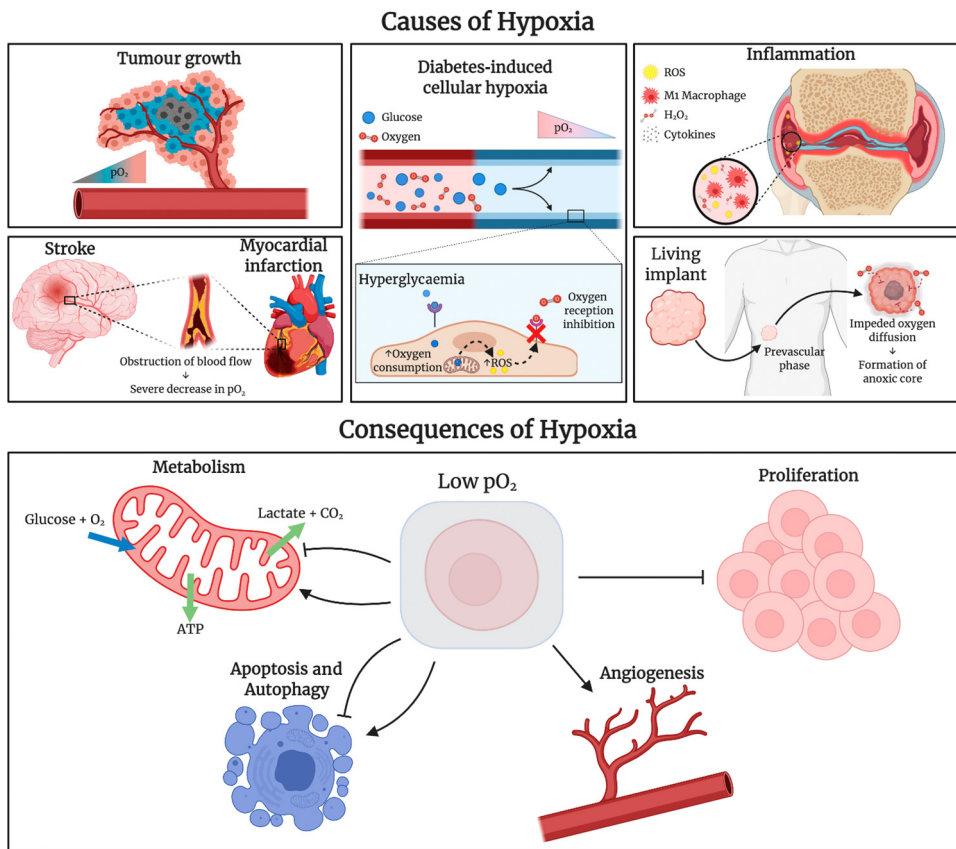 Causes of Hypoxia
Tumour growth
pO₂
Diabetes-induced
cellular hypoxia
Glucose
Oxygen
pO₂
Hyperglycaemia
Oxygen
reception
inhibition
↑Oxygen
consumption
↑ROS
Inflammation
ROS
M1 Macrophage
H₂O₂
Cytokines
Stroke
Myocardial
infarction
Obstruction of blood flow
↓
Severe decrease in pO₂
Living
implant
Prevascular
phase
Impeded oxygen
diffusion
↓
Formation of
anoxic core
Consequences of Hypoxia
Metabolism
Glucose + O₂
Lactate + CO₂
ATP
Low pO₂
Proliferation
Apoptosis and
Autophagy
Angiogenesis